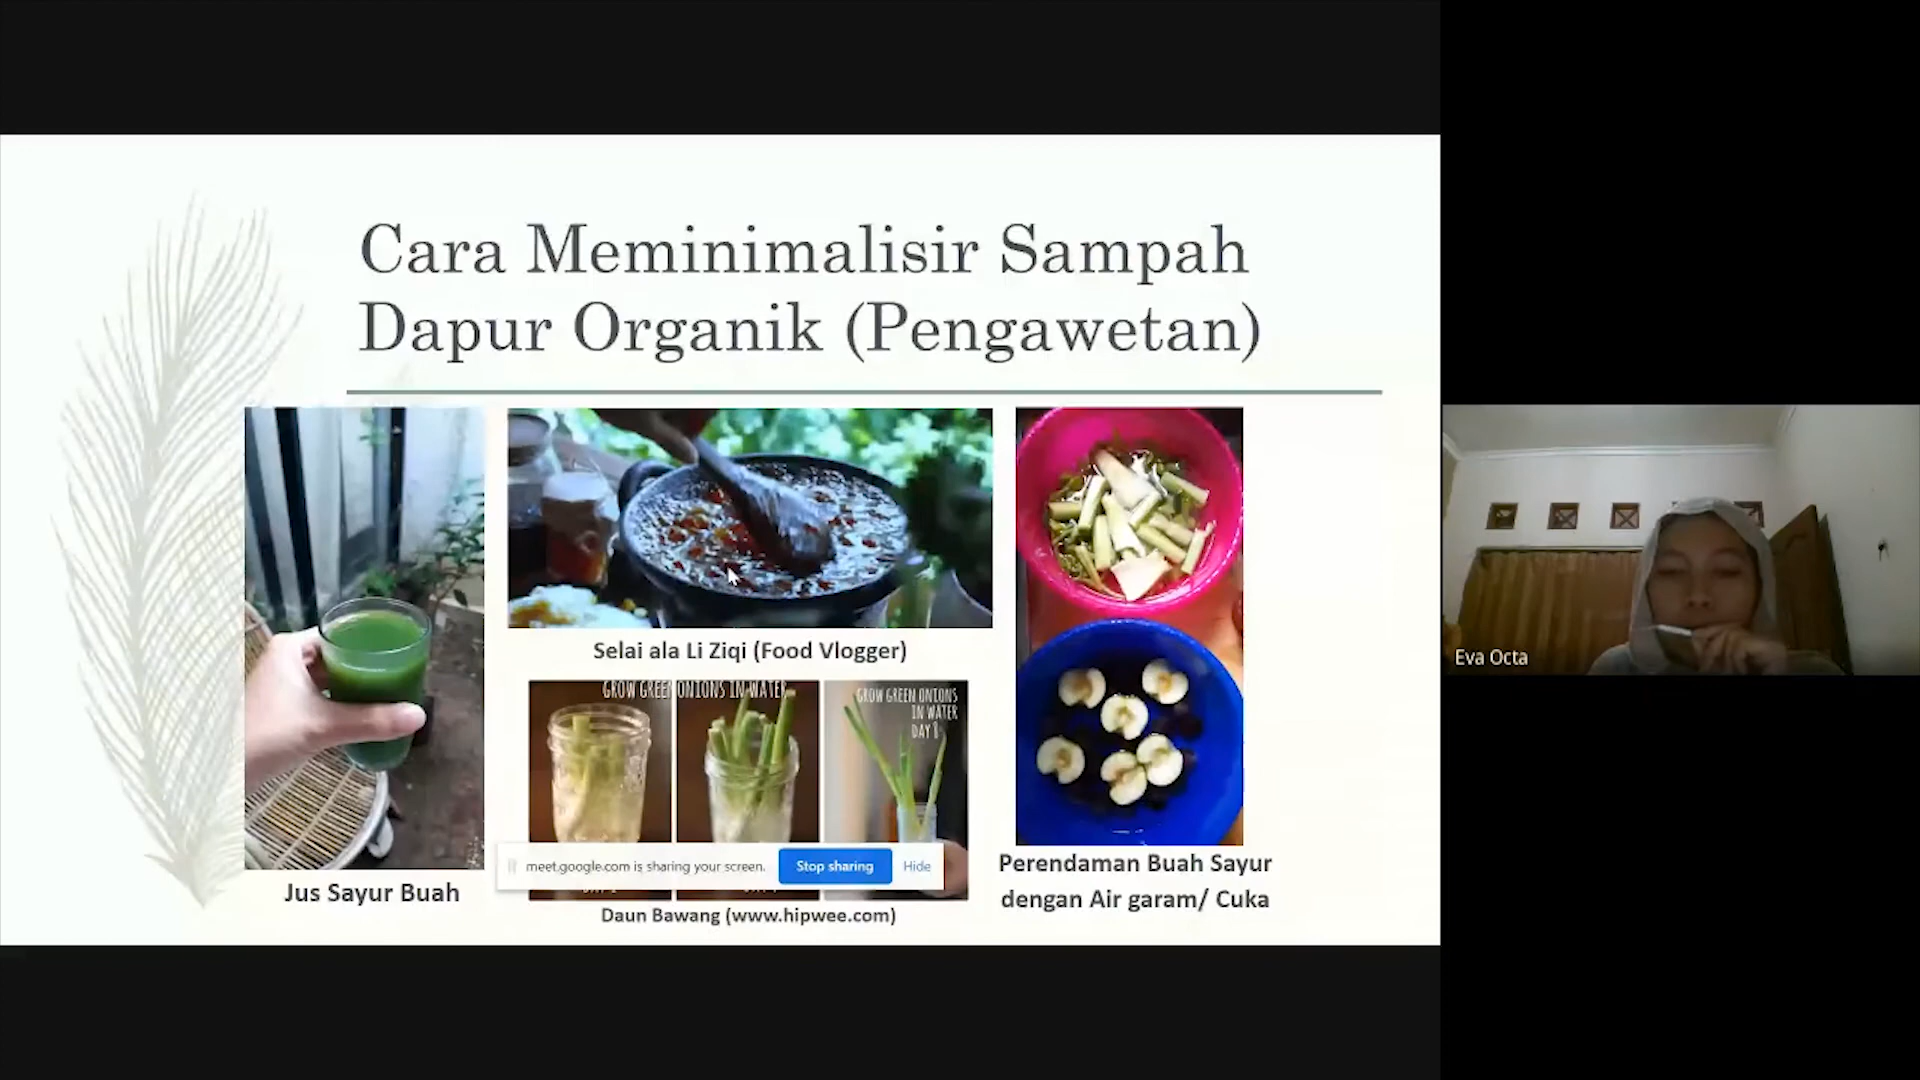 Cara Meminimalisir Sampah
Dapur Organik (Pengawetan)
Selai ala Li Ziqi (Food Vlogger)
GROW GREEN ONIONS IN WATER
GROW GREEN ONIONS
IN WATER
DAY 8
meet.google.com is sharing your screen.
Stop sharing
Hide
Jus Sayur Buah
Daun Bawang (www.hipwee.com)
Perendaman Buah Sayur
dengan Air garam/ Cuka
Eva Octa